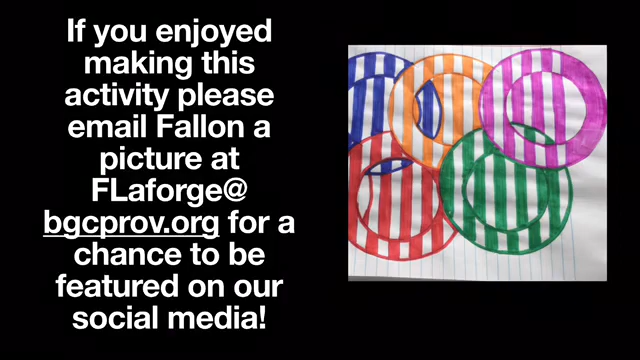 If you enjoyed
making this
activity please
email Fallon a
picture at
FLaforge@
bgcprov.org for a
chance to be
featured on our
social media!